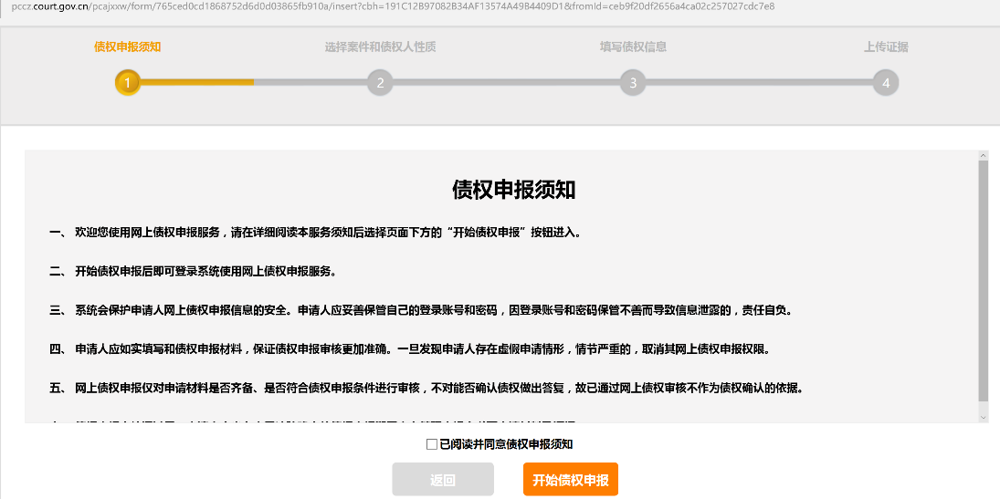 pccz.court.gov.cn/pcajxxw/form/765ced0cd1868752d6d0d03865fb910a/insert?cbh=191C12B97082B34AF13574A49B4409D1&fromId=ceb9f20df2656a4ca02c257027cdc7e8
债权申报须知 选择案件和债权人性质 填写债权信息 上传证据
1 2 3 4
债权申报须知
一、 欢迎您使用网上债权申报服务，请在详细阅读本服务须知后选择页面下方的“开始债权申报”按钮进入。
二、 开始债权申报后即可登录系统使用网上债权申报服务。
三、 系统会保护申请人网上债权申报信息的安全。申请人应妥善保管自己的登录账号和密码，因登录账号和密码保管不善而导致信息泄露的，责任自负。
四、 申请人应如实填写和债权申报材料，保证债权申报审核更加准确。一旦发现申请人存在虚假申请情形，情节严重的，取消其网上债权申报权限。
五、 网上债权申报仅对申请材料是否齐备、是否符合债权申报条件进行审核，不对能否确认债权做出答复，故已通过网上债权审核不作为债权确认的依据。
已阅读并同意债权申报须知
返回 开始债权申报